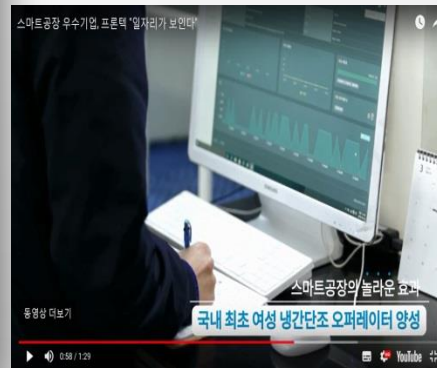 스마트공장 우수기업, 프론텍 "일자리가 보인다"
스마트공장의 놀라운 효과
동영상 더보기
국내 최초 여성 냉간단조 오퍼레이터 양성
0:58 / 1:29
YouTube